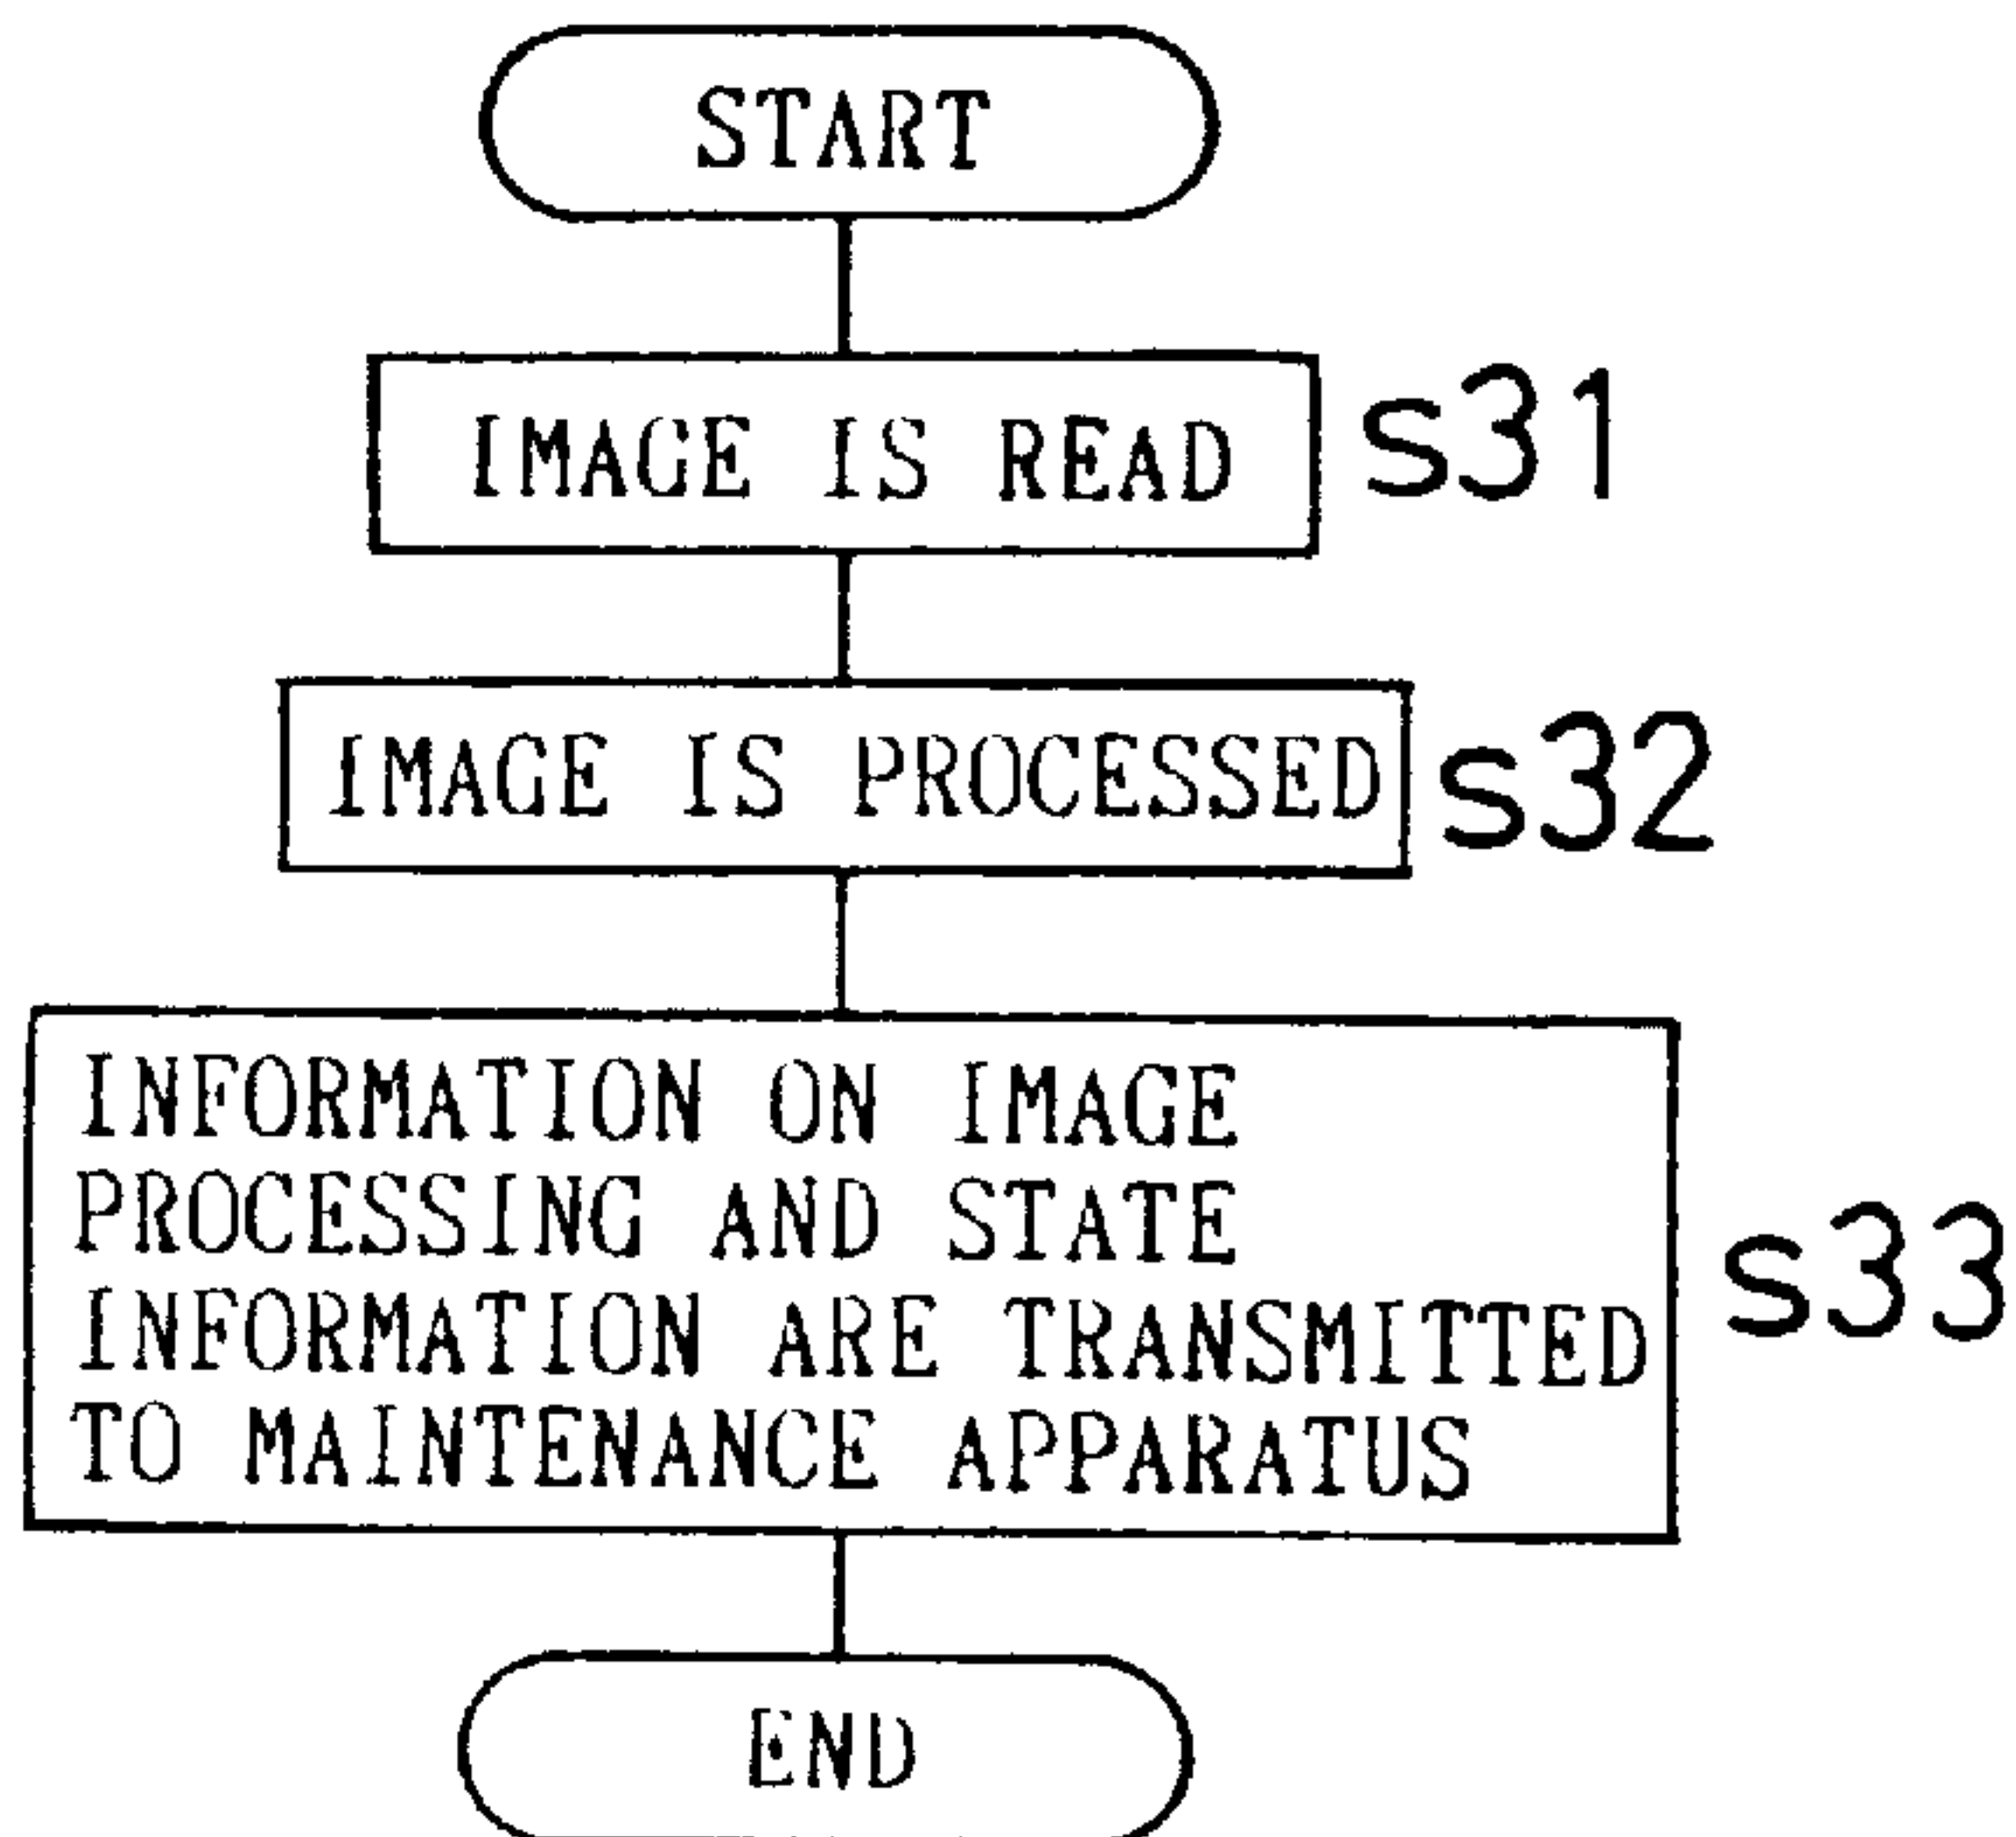 START
IMAGE IS READ
s31
IMAGE IS PROCESSED
s32
INFORMATION ON IMAGE
PROCESSING AND STATE
INFORMATION ARE TRANSMITTED
TO MAINTENANCE APPARATUS
s33
END